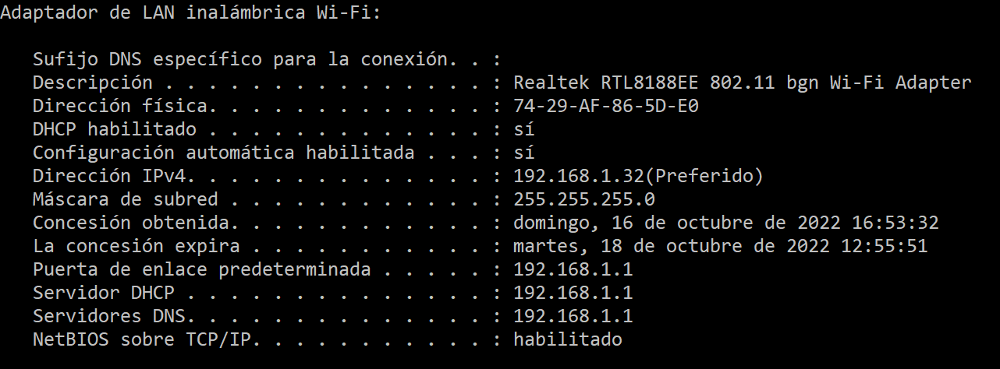 Adaptador de LAN inalámbrica Wi-Fi:
Sufijo DNS específico para la conexión. . :
Descripción . . . . . . . . . . . . . . . : Realtek RTL8188EE 802.11 bgn Wi-Fi Adapter
Dirección física. . . . . . . . . . . . . : 74-29-AF-86-5D-E0
DHCP habilitado . . . . . . . . . . . . . : sí
Configuración automática habilitada . . . : sí
Dirección IPv4. . . . . . . . . . . . . . : 192.168.1.32(Preferido)
Máscara de subred . . . . . . . . . . . . : 255.255.255.0
Concesión obtenida. . . . . . . . . . . . : domingo, 16 de octubre de 2022 16:53:32
La concesión expira . . . . . . . . . . . : martes, 18 de octubre de 2022 12:55:51
Puerta de enlace predeterminada . . . . . : 192.168.1.1
Servidor DHCP . . . . . . . . . . . . . . : 192.168.1.1
Servidores DNS. . . . . . . . . . . . . . : 192.168.1.1
NetBIOS sobre TCP/IP. . . . . . . . . . . : habilitado